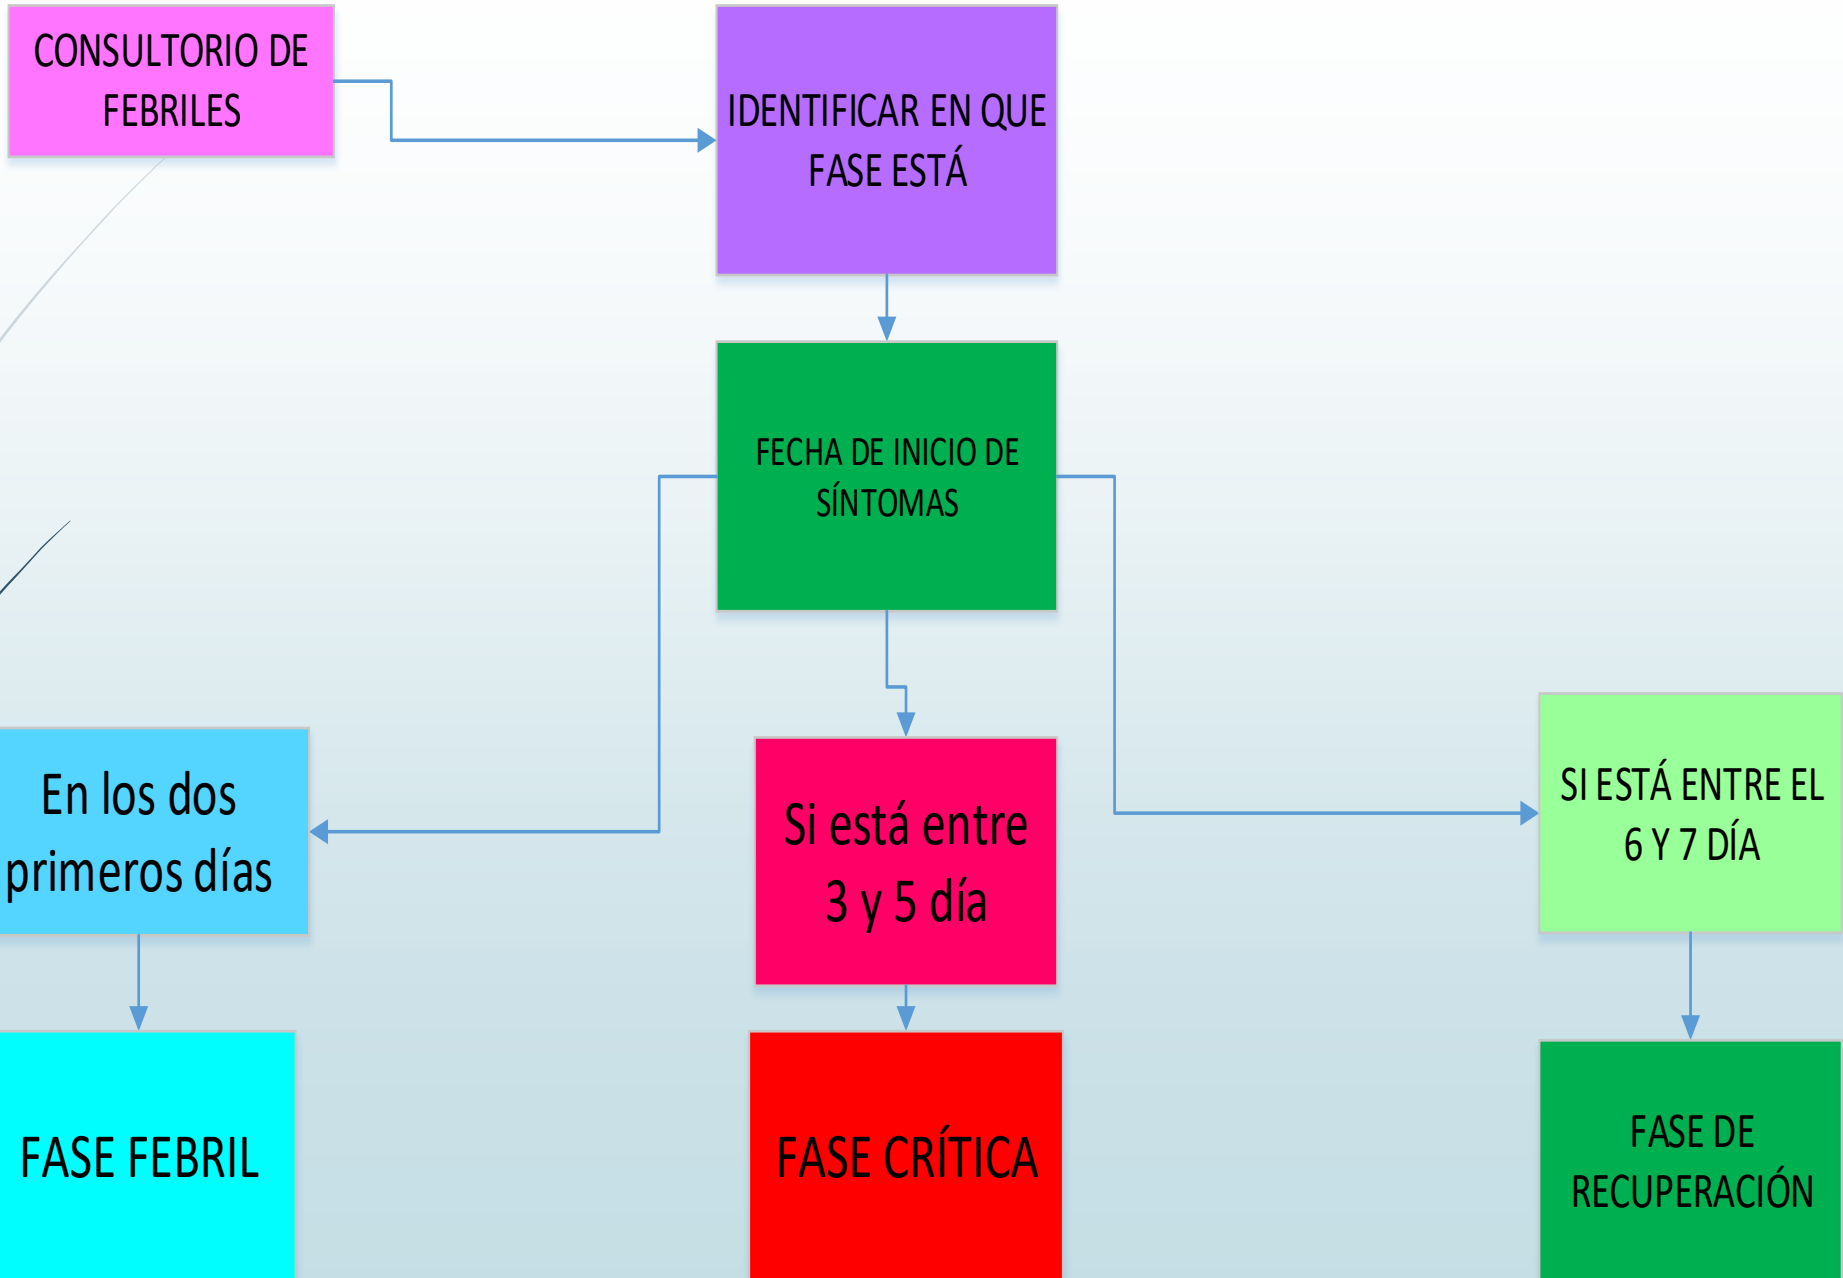 CONSULTORIO DE
FEBRILES
IDENTIFICAR EN QUE
FASE ESTÁ
FECHA DE INICIO DE
SÍNTOMAS
En los dos
primeros días
Si está entre
3 y 5 día
SI ESTÁ ENTRE EL
6 Y 7 DÍA
FASE FEBRIL
FASE CRÍTICA
FASE DE
RECUPERACIÓN